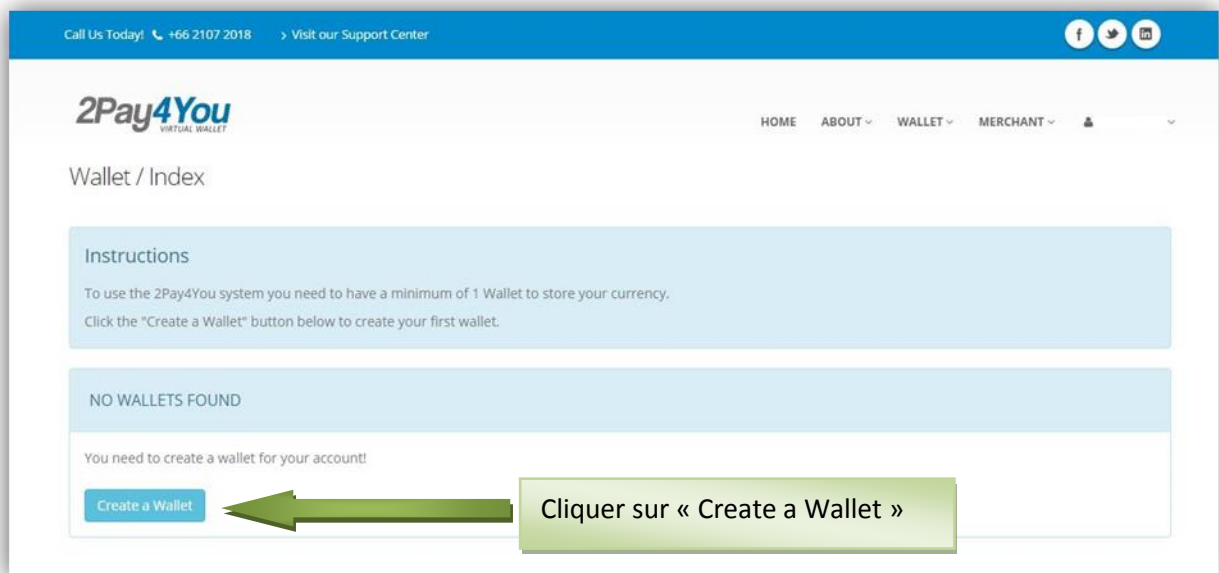 Call Us Today! +66 2107 2018 > Visit our Support Center
2Pay4You
VIRTUAL WALLET
HOME ABOUT WALLET MERCHANT
Wallet / Index
Instructions
To use the 2Pay4You system you need to have a minimum of 1 Wallet to store your currency.
Click the "Create a Wallet" button below to create your first wallet.
NO WALLETS FOUND
You need to create a wallet for your account!
Create a Wallet
Cliquer sur « Create a Wallet »